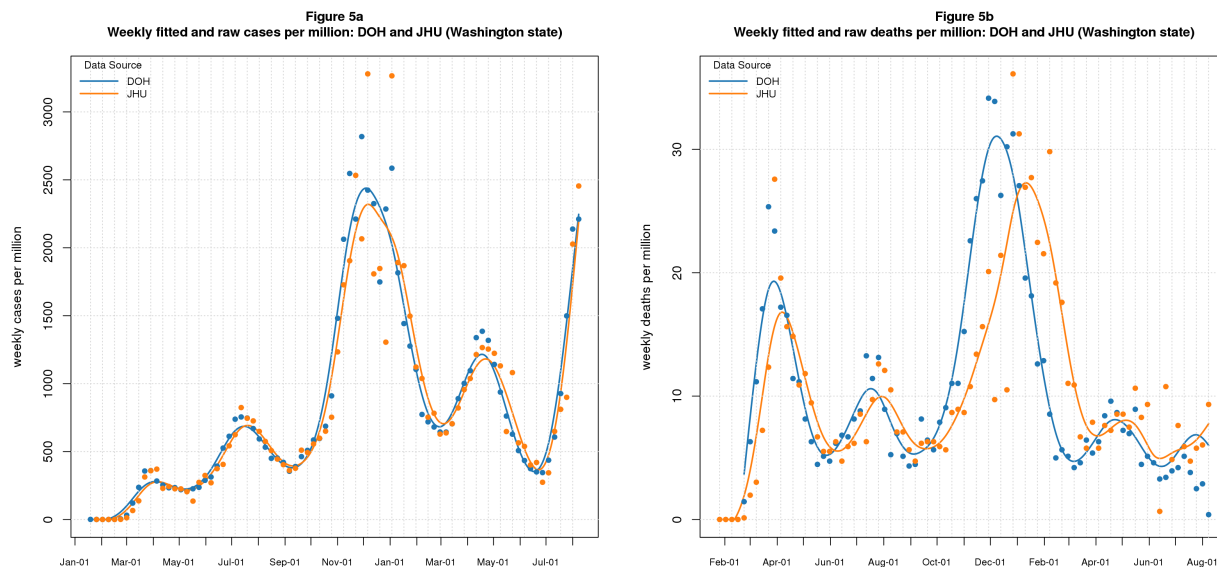 Figure 5a
Weekly fitted and raw cases per million: DOH and JHU (Washington state)
Data Source
DOH
JHU
weekly cases per million
3000
2500
2000
1500
1000
500
0
Jan-01 Mar-01 May-01 Jul-01 Sep-01 Nov-01 Jan-01 Mar-01 May-01 Jul-01
Figure 5b
Weekly fitted and raw deaths per million: DOH and JHU (Washington state)
Data Source
DOH
JHU
weekly deaths per million
30
20
10
0
Feb-01 Apr-01 Jun-01 Aug-01 Oct-01 Dec-01 Feb-01 Apr-01 Jun-01 Aug-01